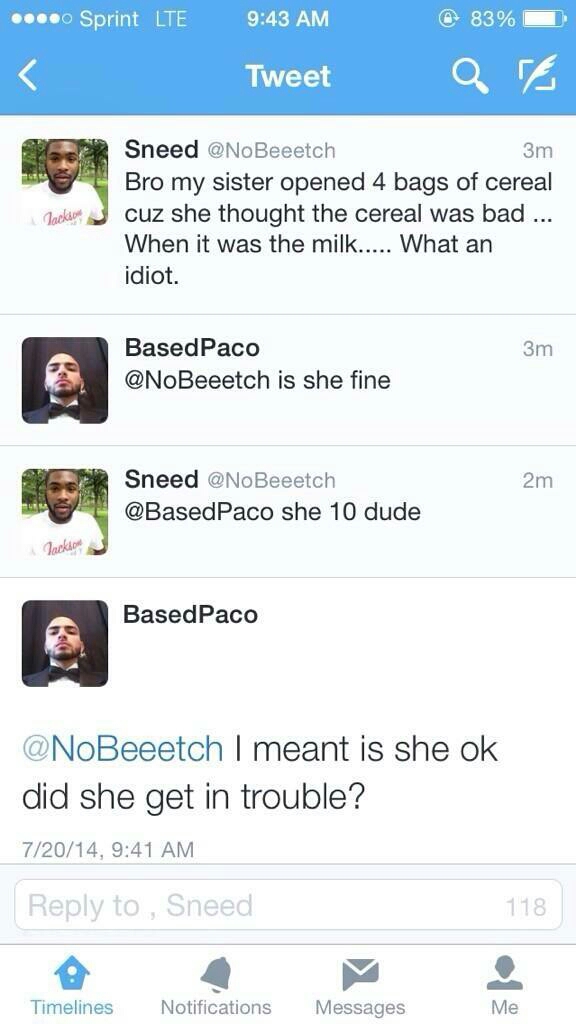 Sprint LTE 9:43 AM 83%
Tweet
Sneed @NoBeeetch 3m
Bro my sister opened 4 bags of cereal
cuz she thought the cereal was bad ...
When it was the milk..... What an
idiot.
Jackson
BasedPaco 3m
@NoBeeetch is she fine
Sneed @NoBeeetch 2m
@BasedPaco she 10 dude
Jackson
BasedPaco
@NoBeeetch I meant is she ok
did she get in trouble?
7/20/14, 9:41 AM
Reply to , Sneed 118
Timelines Notifications Messages Me